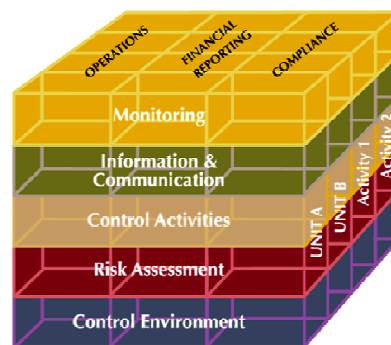 OPERATIONS
FINANCIAL
REPORTING
COMPLIANCE
Monitoring
Information &
Communication
Control Activities
Risk Assessment
Control Environment
UNIT A
UNIT B
Activity 1
Activity 2